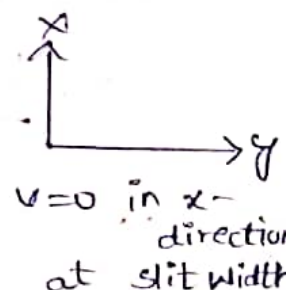 x
y
v=0 in x-
direction
at slit width